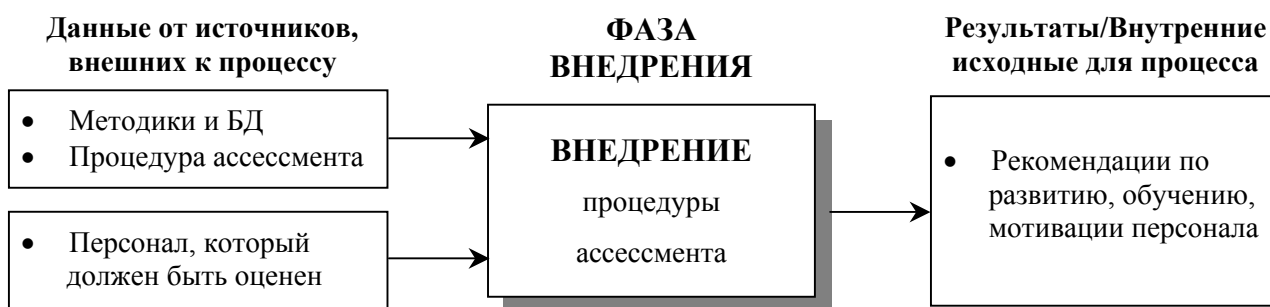 Данные от источников,
внешних к процессу
• Методики и БД
• Процедура ассессмента
• Персонал, который
должен быть оценен
ФАЗА
ВНЕДРЕНИЯ
ВНЕДРЕНИЕ
процедуры
ассессмента
Результаты/Внутренние
исходные для процесса
• Рекомендации по
развитию, обучению,
мотивации персонала